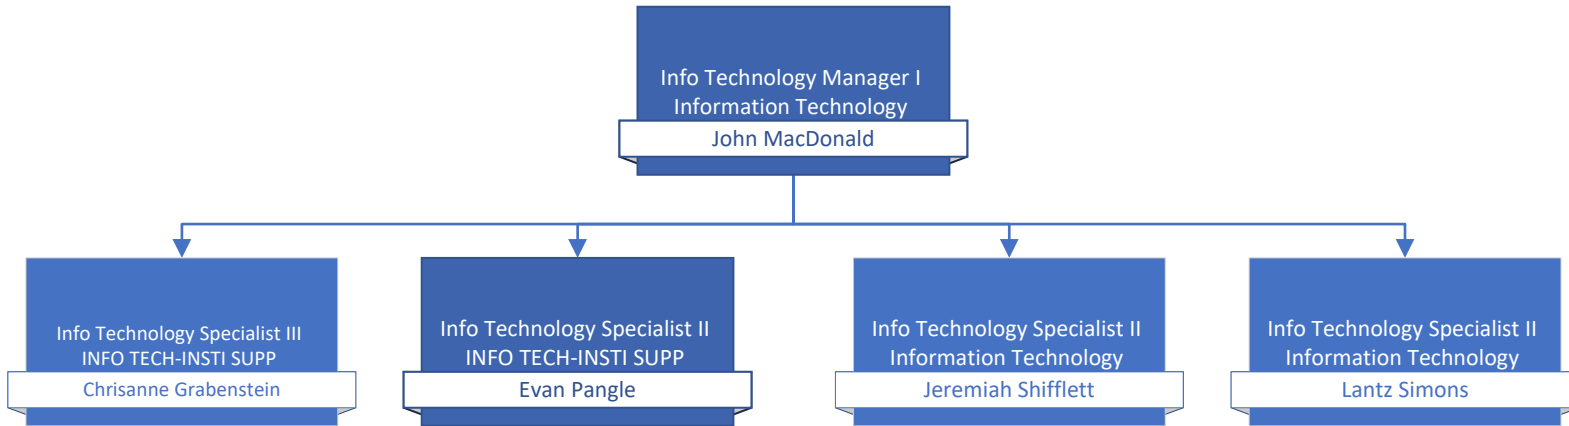 Info Technology Manager I
Information Technology
John MacDonald
Info Technology Specialist III
INFO TECH-INSTI SUPP
Chrisanne Grabenstein
Info Technology Specialist II
INFO TECH-INSTI SUPP
Evan Pangle
Info Technology Specialist II
Information Technology
Jeremiah Shifflett
Info Technology Specialist II
Information Technology
Lantz Simons